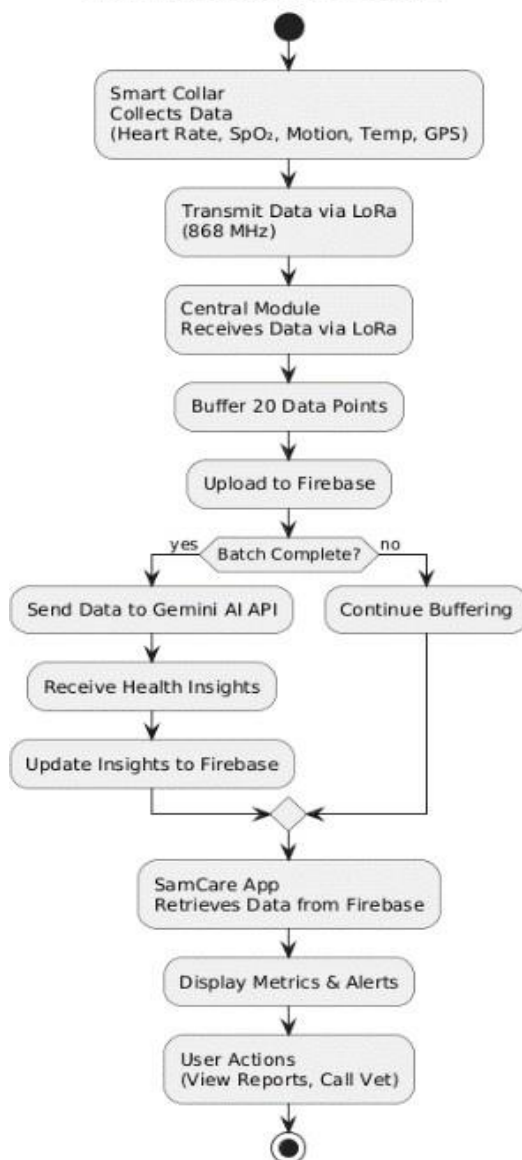 Smart Collar
Collects Data
(Heart Rate, SpO₂, Motion, Temp, GPS)
Transmit Data via LoRa
(868 MHz)
Central Module
Receives Data via LoRa
Buffer 20 Data Points
Upload to Firebase
yes
Batch Complete?
no
Send Data to Gemini AI API
Continue Buffering
Receive Health Insights
Update Insights to Firebase
SamCare App
Retrieves Data from Firebase
Display Metrics & Alerts
User Actions
(View Reports, Call Vet)